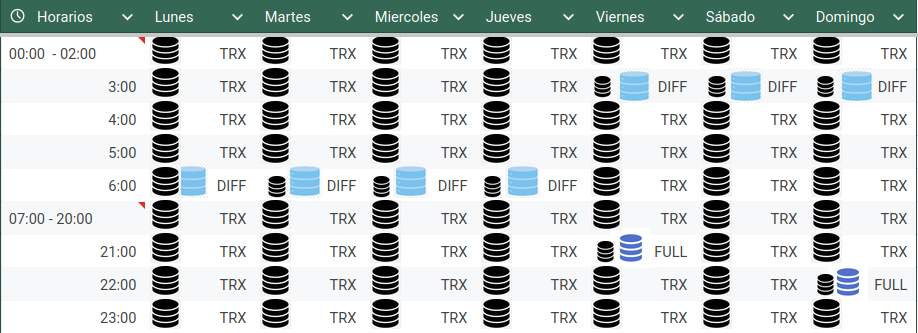 Horarios Lunes Martes Miercoles Jueves Viernes Sábado Domingo
00:00 - 02:00 TRX TRX TRX TRX TRX TRX TRX
3:00 TRX TRX TRX TRX DIFF DIFF DIFF
4:00 TRX TRX TRX TRX TRX TRX TRX
5:00 TRX TRX TRX TRX TRX TRX TRX
6:00 DIFF DIFF DIFF DIFF TRX TRX TRX
07:00 - 20:00 TRX TRX TRX TRX TRX TRX TRX
21:00 TRX TRX TRX TRX FULL TRX TRX
22:00 TRX TRX TRX TRX TRX TRX FULL
23:00 TRX TRX TRX TRX TRX TRX TRX